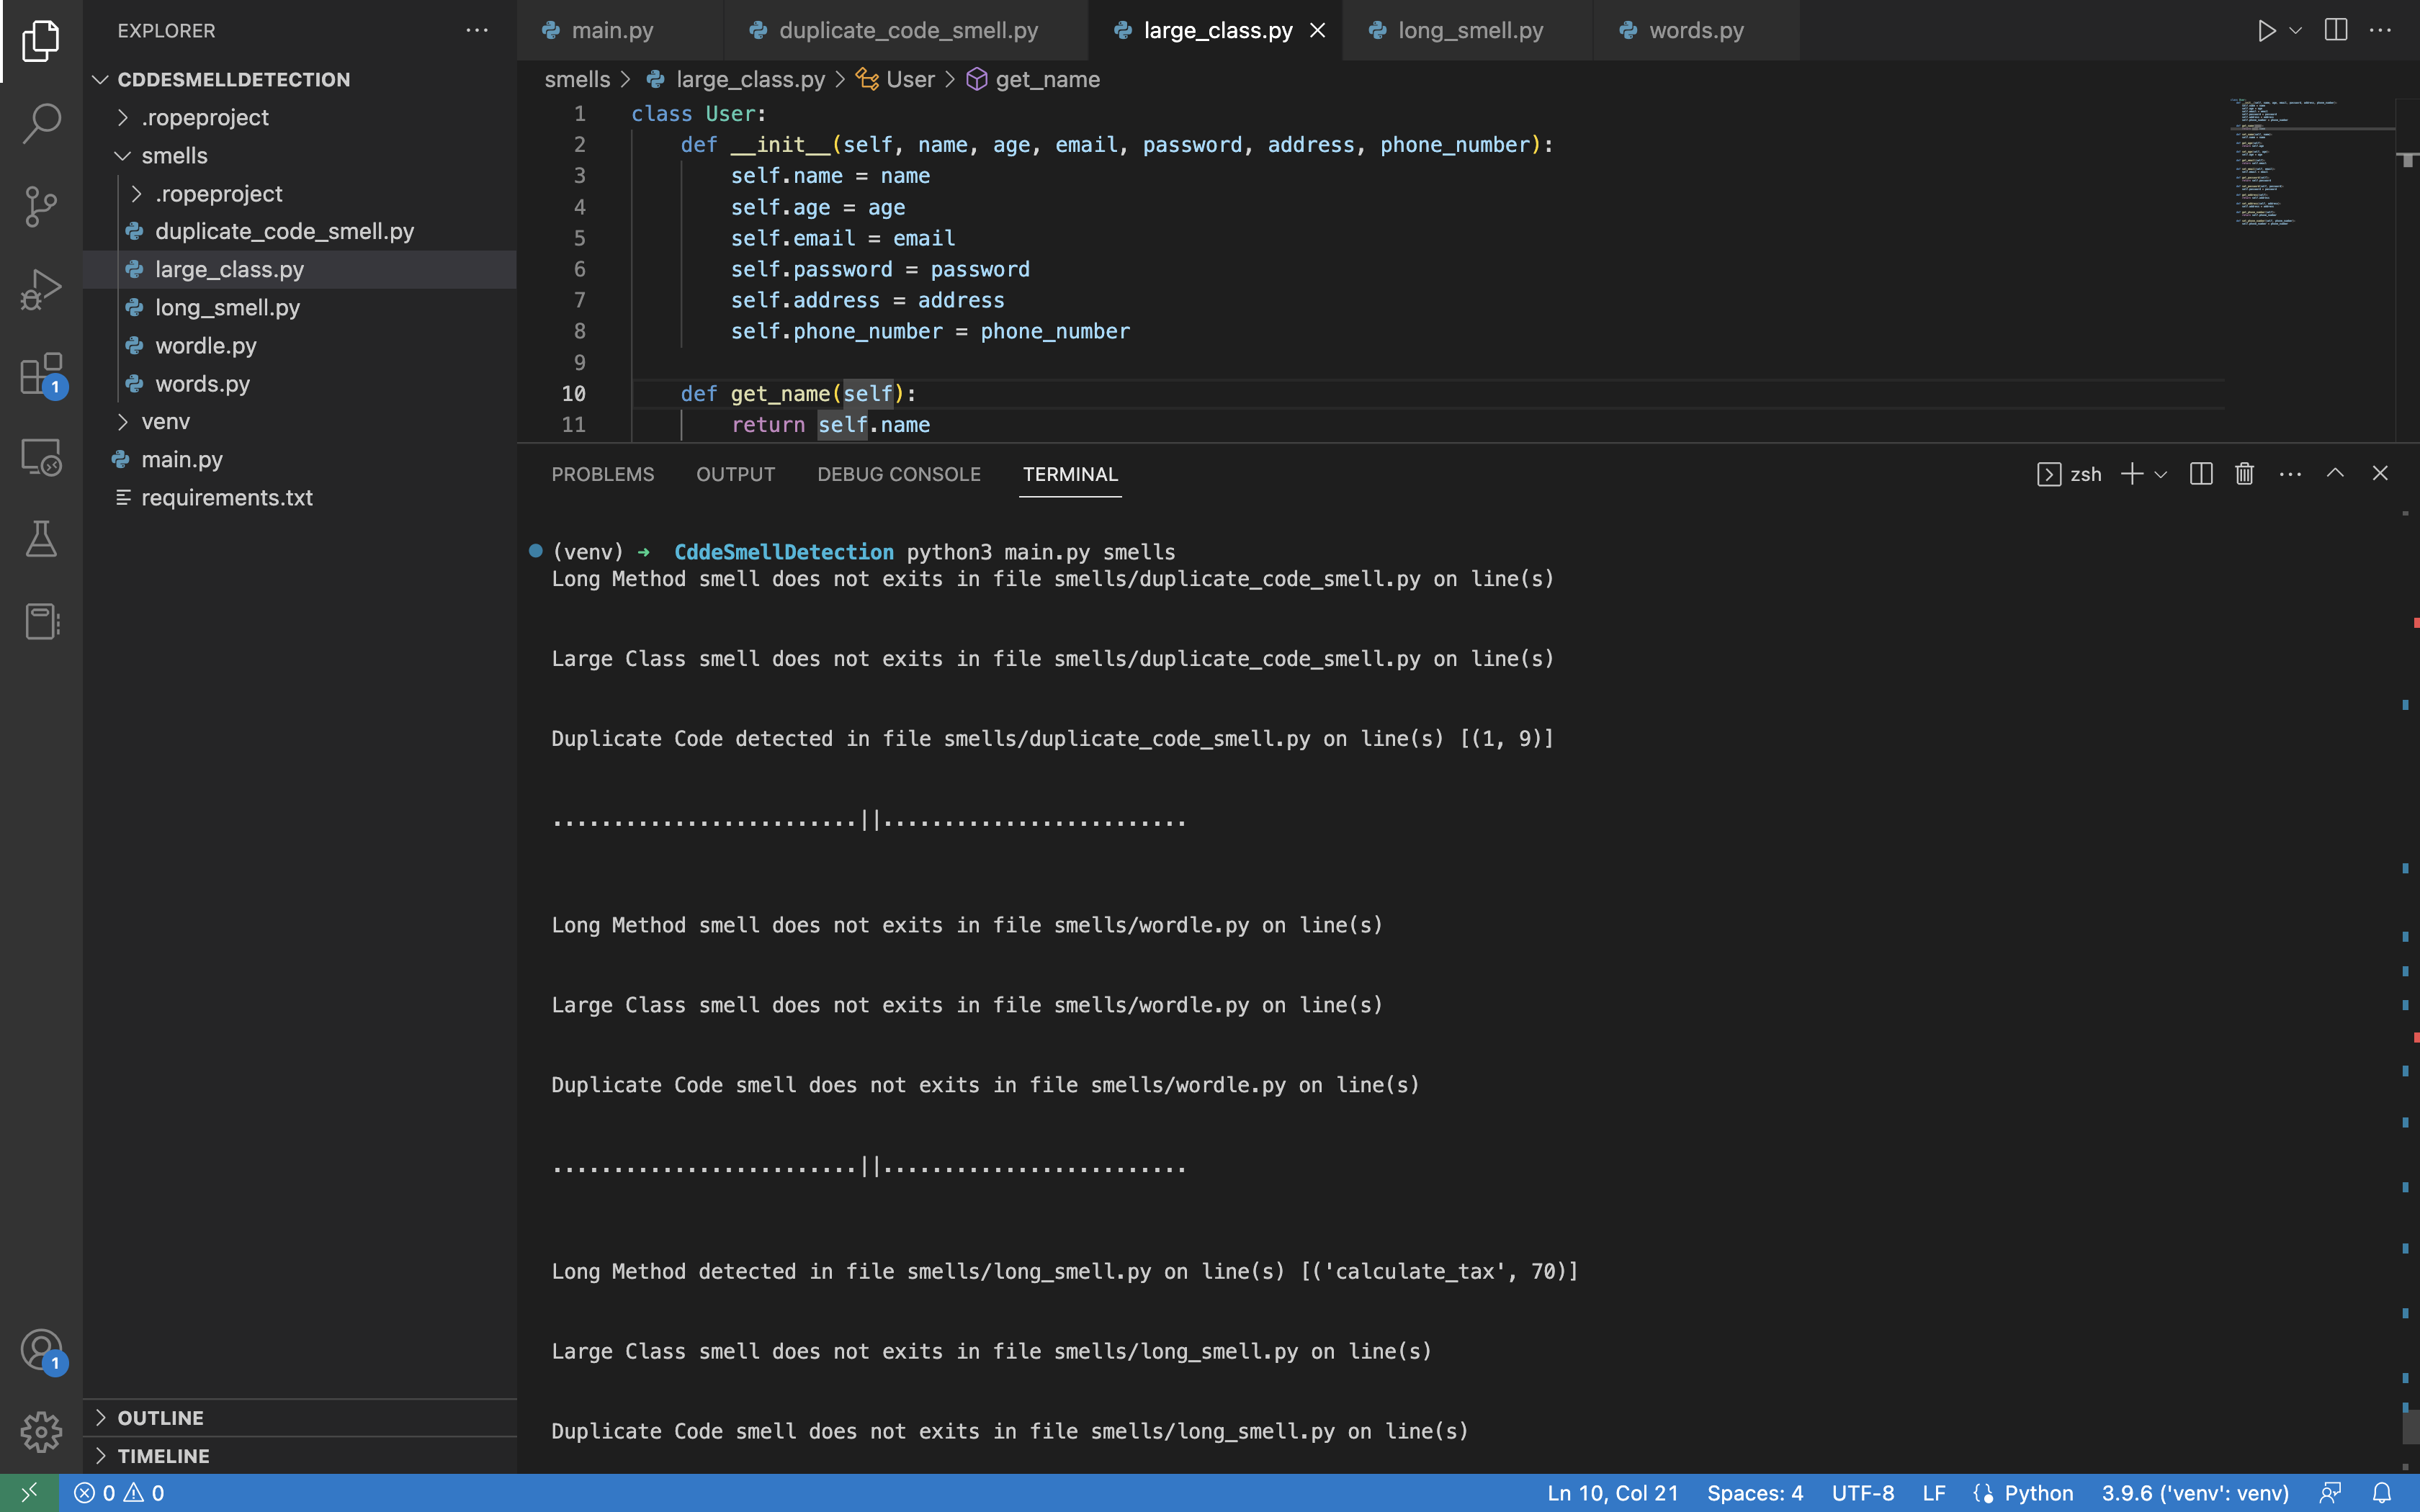 EXPLORER
CDDESMELLDETECTION
.ropeproject
smells
.ropeproject
duplicate_code_smell.py
large_class.py
long_smell.py
wordle.py
words.py
venv
main.py
requirements.txt
OUTLINE
TIMELINE
1
1
main.py
duplicate_code_smell.py
large_class.py
long_smell.py
words.py
smells > large_class.py > User > get_name
1 class User:
2 def __init__(self, name, age, email, password, address, phone_number):
3 self.name = name
4 self.age = age
5 self.email = email
6 self.password = password
7 self.address = address
8 self.phone_number = phone_number
9
10 def get_name(self):
11 return self.name
PROBLEMS OUTPUT DEBUG CONSOLE TERMINAL
zsh
(venv) → CddeSmellDetection python3 main.py smells
Long Method smell does not exits in file smells/duplicate_code_smell.py on line(s)
Large Class smell does not exits in file smells/duplicate_code_smell.py on line(s)
Duplicate Code detected in file smells/duplicate_code_smell.py on line(s) [(1, 9)]
.........................||.........................
Long Method smell does not exits in file smells/wordle.py on line(s)
Large Class smell does not exits in file smells/wordle.py on line(s)
Duplicate Code smell does not exits in file smells/wordle.py on line(s)
.........................||.........................
Long Method detected in file smells/long_smell.py on line(s) [('calculate_tax', 70)]
Large Class smell does not exits in file smells/long_smell.py on line(s)
Duplicate Code smell does not exits in file smells/long_smell.py on line(s)
0 0
Ln 10, Col 21 Spaces: 4 UTF-8 LF Python 3.9.6 ('venv': venv)